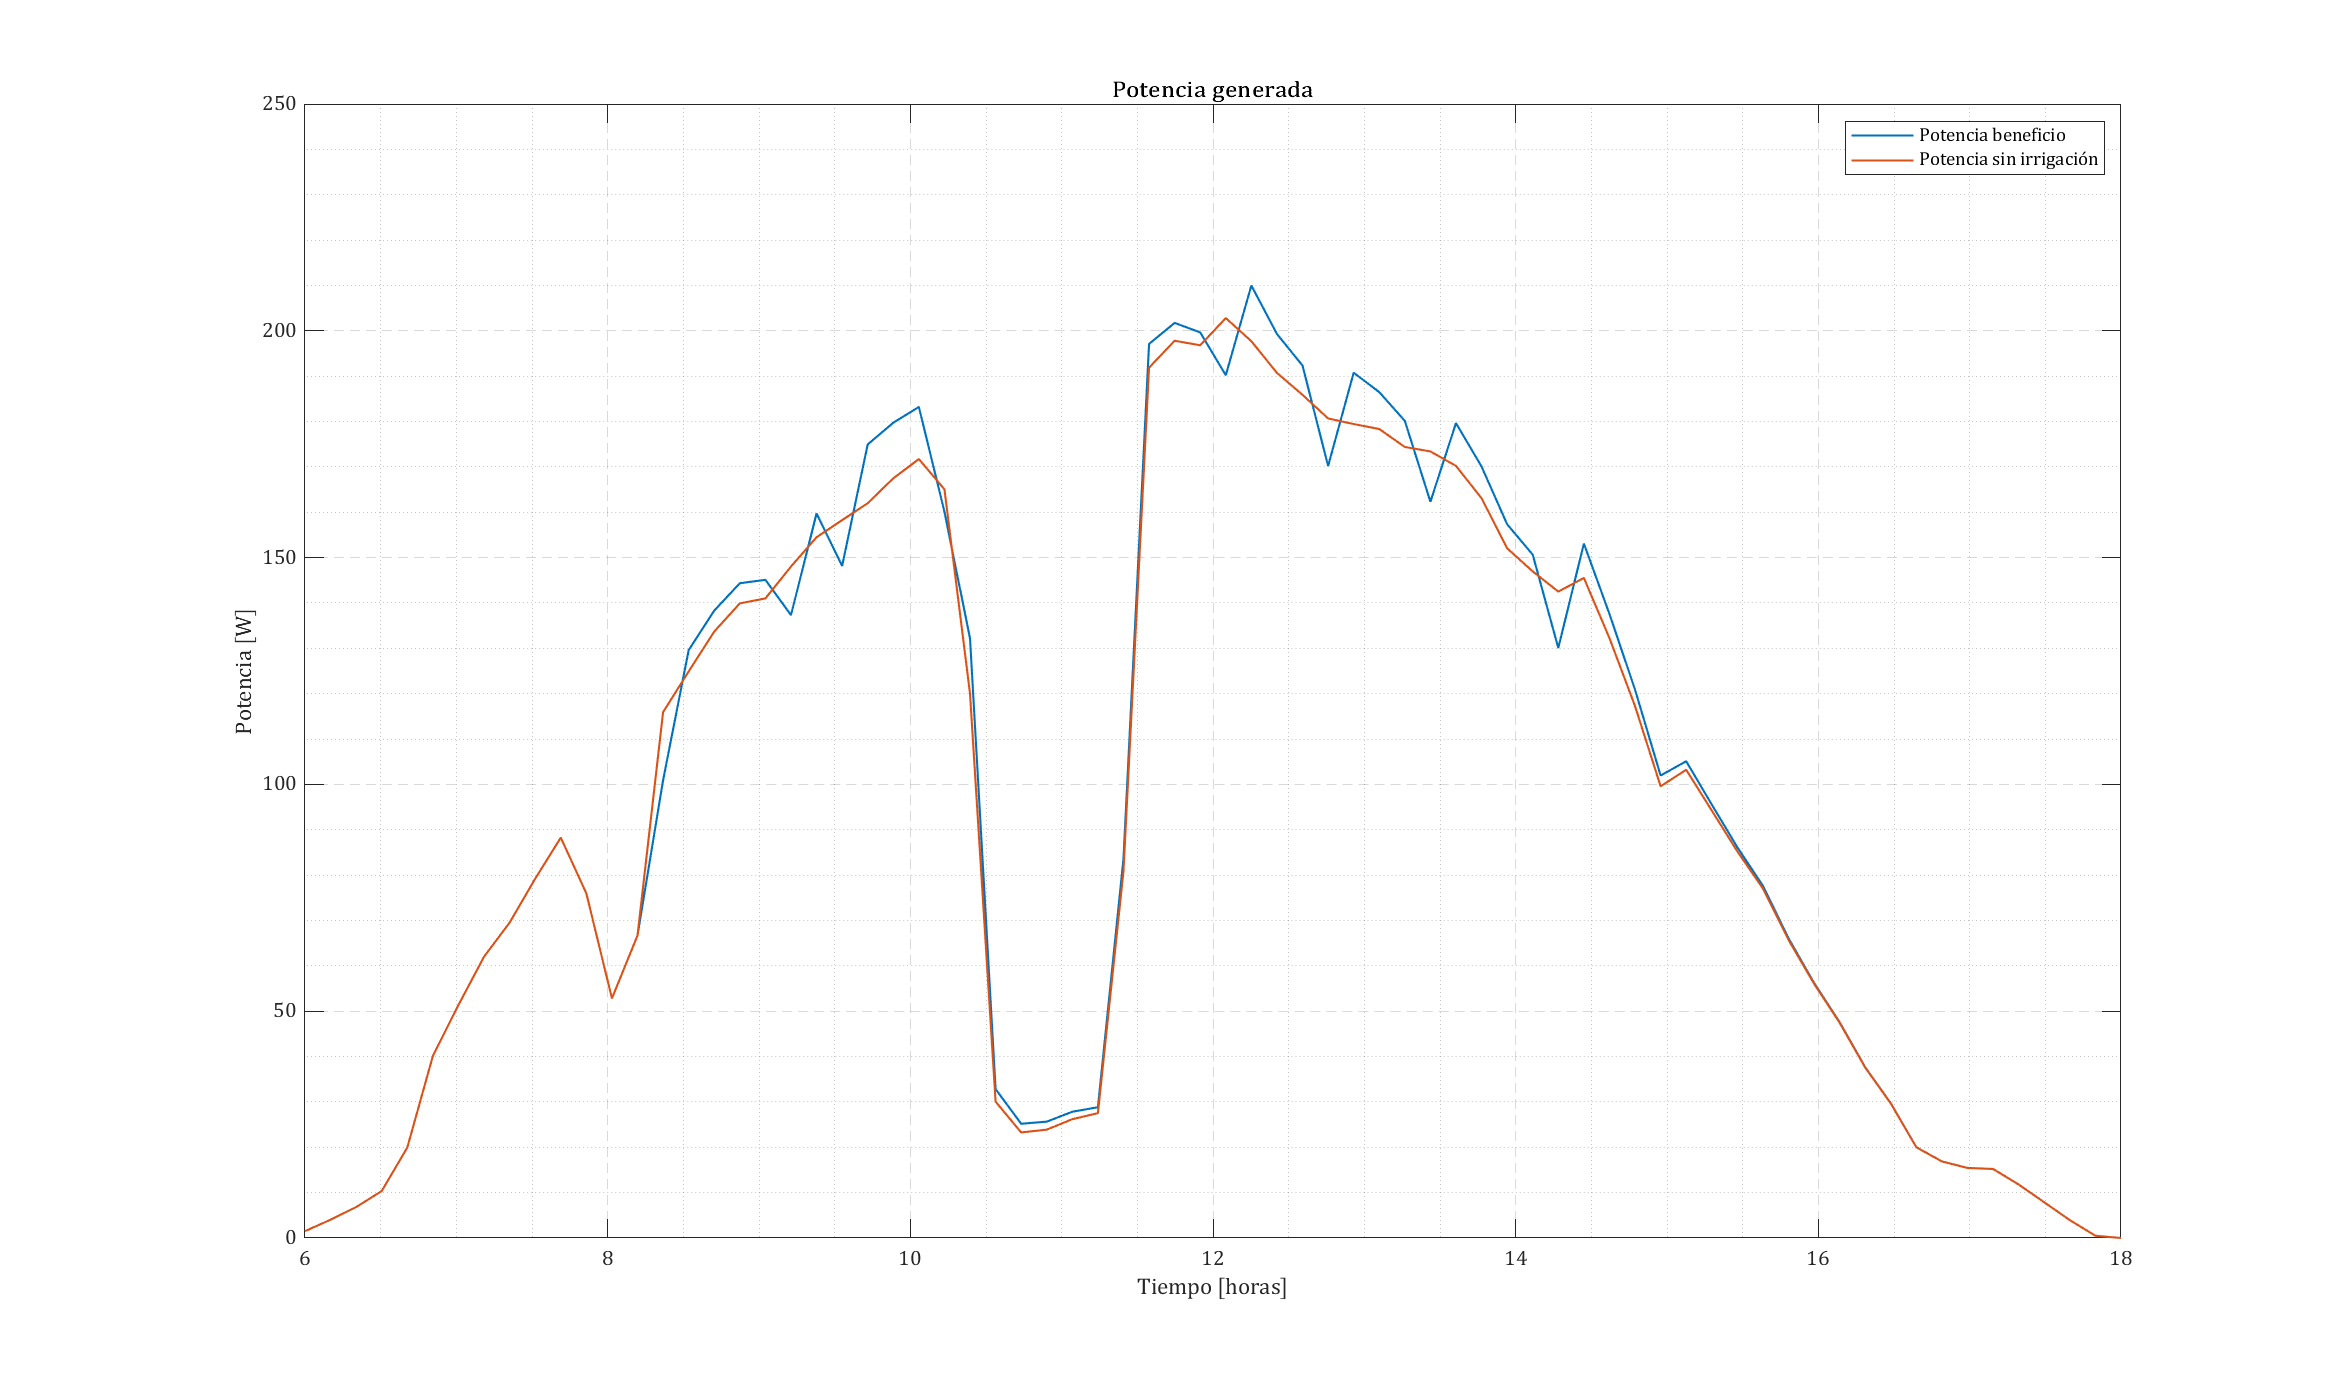 Potencia generada
250
200
150
100
50
0
Potencia [W]
Potencia beneficio
Potencia sin irrigación
6 8 10 12 14 16 18
Tiempo [horas]